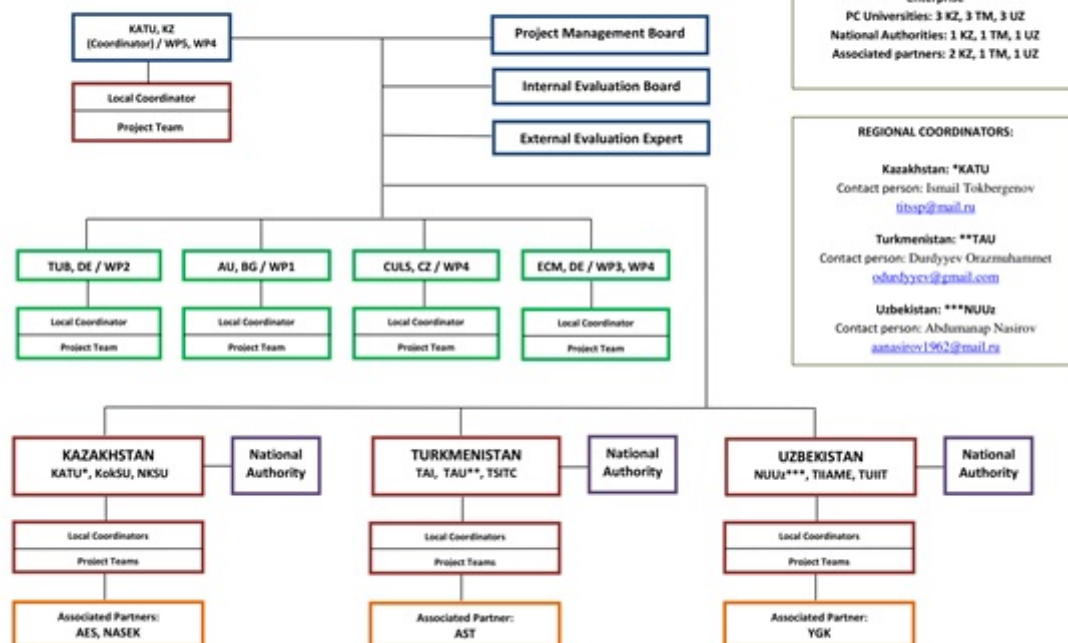 KATU, KZ
(Coordinator) / WP5, WP4
Local Coordinator
Project Team
Project Management Board
Internal Evaluation Board
External Evaluation Expert
PC Universities: 3 KZ, 3 TM, 3 UZ
National Authorities: 1 KZ, 1 TM, 1 UZ
Associated partners: 2 KZ, 1 TM, 1 UZ
REGIONAL COORDINATORS:
Kazakhstan: *KATU
Contact person: Ismail Tokbergenov
titssp@mail.ru
Turkmenistan: **TAU
Contact person: Durdyyev Orazmuhammet
odurdyyev@gmail.com
Uzbekistan: ***NUUz
Contact person: Abdumanap Nasirov
aanasirov1962@mail.ru
TUB, DE / WP2
Local Coordinator
Project Team
AU, BG / WP1
Local Coordinator
Project Team
CULS, CZ / WP4
Local Coordinator
Project Team
ECM, DE / WP3, WP4
Local Coordinator
Project Team
KAZAKHSTAN
KATU*, KokSU, NKSU
National
Authority
Local Coordinators
Project Teams
Associated Partners:
AES, NASEK
TURKMENISTAN
TAI, TAU**, TSITC
National
Authority
Local Coordinators
Project Teams
Associated Partner:
AST
UZBEKISTAN
NUUz***, TIIAME, TUIIT
National
Authority
Local Coordinators
Project Teams
Associated Partner:
YGK